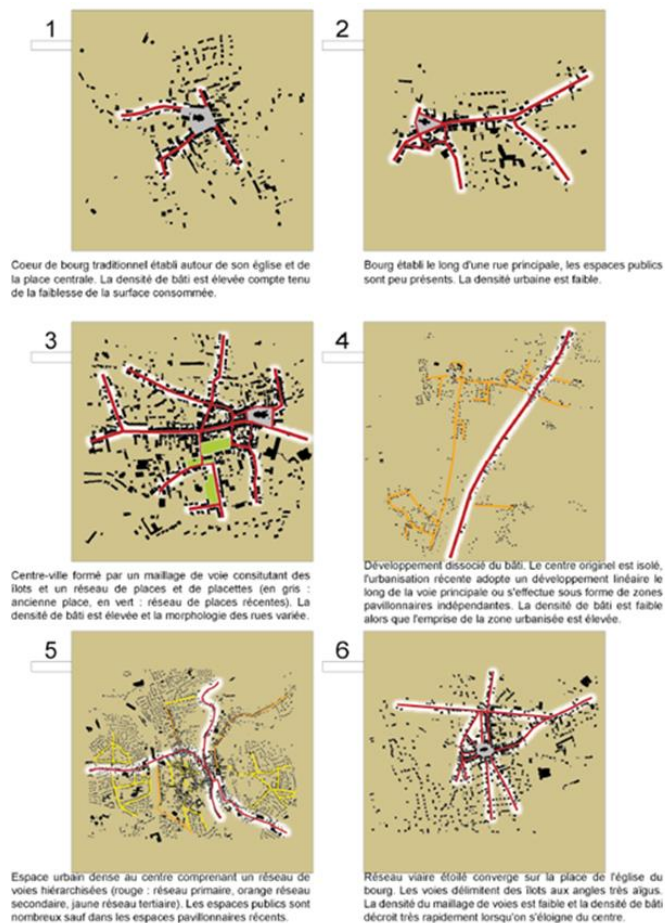 1
2
Coeur de bourg traditionnel établi autour de son église et de
la place centrale. La densité de bâti est élevée compte tenu
de la faiblesse de la surface consommée.
Bourg établi le long d'une rue principale, les espaces publics
sont peu présents. La densité urbaine est faible.
3
4
Centre-ville formé par un maillage de voie consitutant des
îlots et un réseau de places et de placettes (en gris :
ancienne place, en vert : réseau de places récentes). La
densité de bâti est élevée et la morphologie des rues variée.
Développement dissocié du bâti. Le centre originel est isolé,
l'urbanisation récente adopte un développement linéaire le
long de la voie principale ou s'effectue sous forme de zones
pavillonnaires indépendantes. La densité de bâti est faible
alors que l'emprise de la zone urbanisée est élevée.
5
6
Espace urbain dense au centre comprenant un réseau de
voies hiérarchisées (rouge : réseau primaire, orange réseau
secondaire, jaune réseau tertiaire). Les espaces publics sont
nombreux sauf dans les espaces pavillonnaires récents.
Réseau viaire étoilé converge sur la place de l'église du
bourg. Les voies délimitent des îlots aux angles très aïgus.
La densité du maillage de voies est faible et la densité de bâti
décroit très rapidement lorsqu'on s'éloigne du centre.